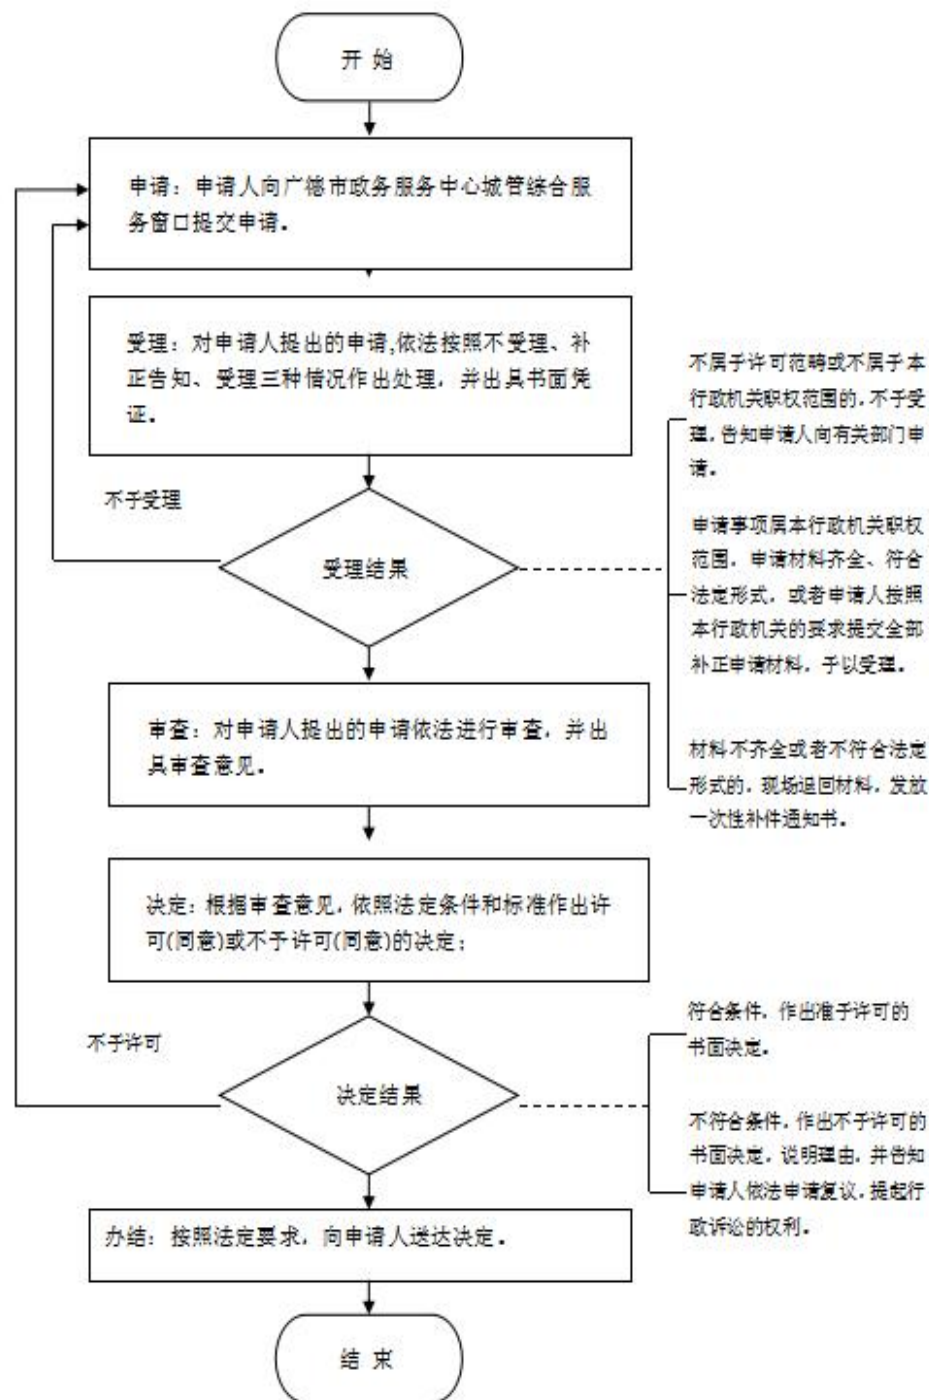 开 始
申请：申请人向广德市政务服务中心城管综合服
务窗口提交申请。
受理：对申请人提出的申请,依法按照不受理、补
正告知、受理三种情况作出处理，并出具书面凭
证。
不属于许可范畴或不属于本
行政机关职权范围的，不予受
理，告知申请人向有关部门申
请。
不予受理
受理结果
申请事项属本行政机关职权
范围，申请材料齐全、符合
法定形式，或者申请人按照
本行政机关的要求提交全部
补正申请材料，予以受理。
审查：对申请人提出的申请依法进行审查，并出
具审查意见。
材料不齐全或者不符合法定
形式的，现场退回材料，发放
一次性补件通知书。
决定：根据审查意见，依照法定条件和标准作出许
可(同意)或不予许可(同意)的决定；
不予许可
决定结果
符合条件，作出准予许可的
书面决定。
不符合条件，作出不予许可的
书面决定，说明理由，并告知
申请人依法申请复议，提起行
政诉讼的权利。
办结：按照法定要求，向申请人送达决定。
结 束